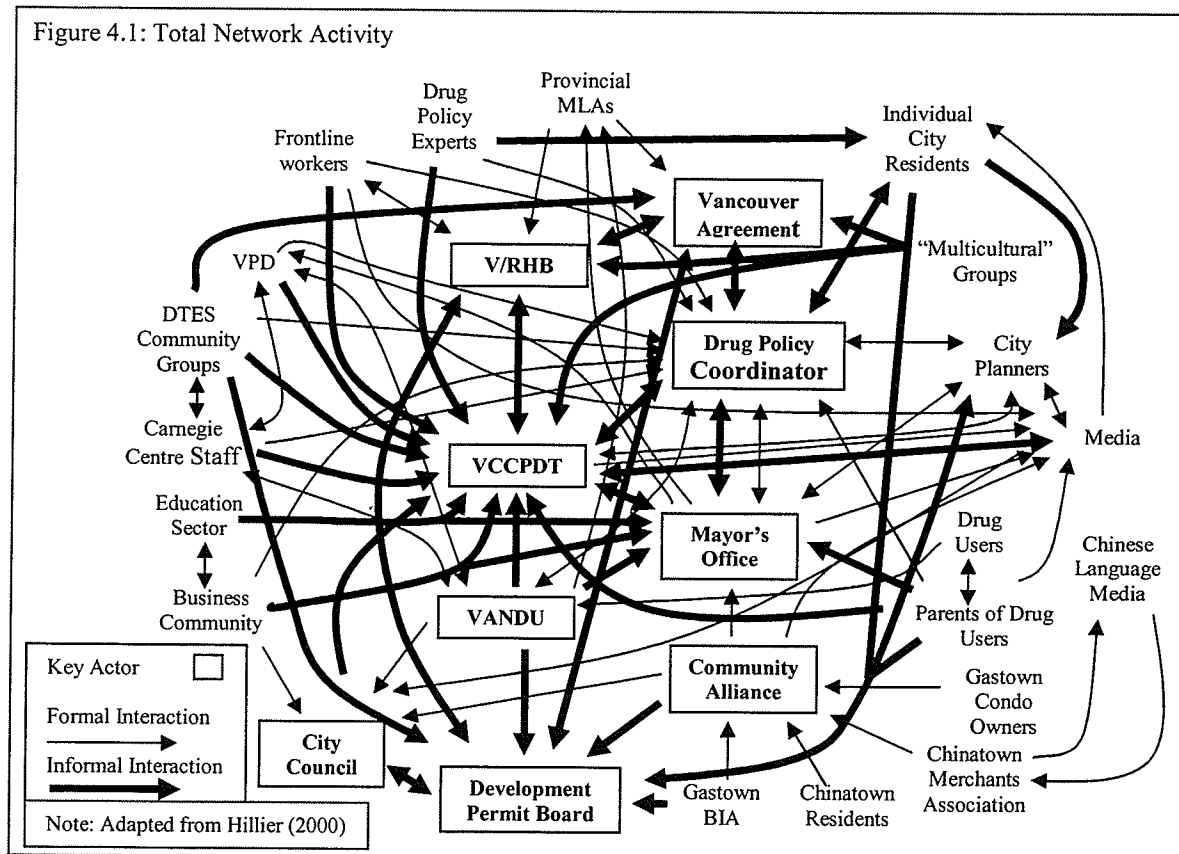 Figure 4.1: Total Network Activity
Provincial
MLAs
Drug
Policy
Experts
Individual
City
Residents
Frontline
workers
Vancouver
Agreement
"Multicultural"
Groups
VPD
V/RHB
DTES
Community
Groups
Drug Policy
Coordinator
City
Planners
Carnegie
Centre Staff
VCCPDT
Media
Education
Sector
Mayor's
Office
Drug
Users
Chinese
Language
Media
Business
Community
VANDU
Parents of Drug
Users
Community
Alliance
Gastown
Condo
Owners
City
Council
Development
Permit Board
Gastown
BIA
Chinatown
Residents
Chinatown
Merchants
Association
Key Actor
Formal Interaction
Informal Interaction
Note: Adapted from Hillier (2000)